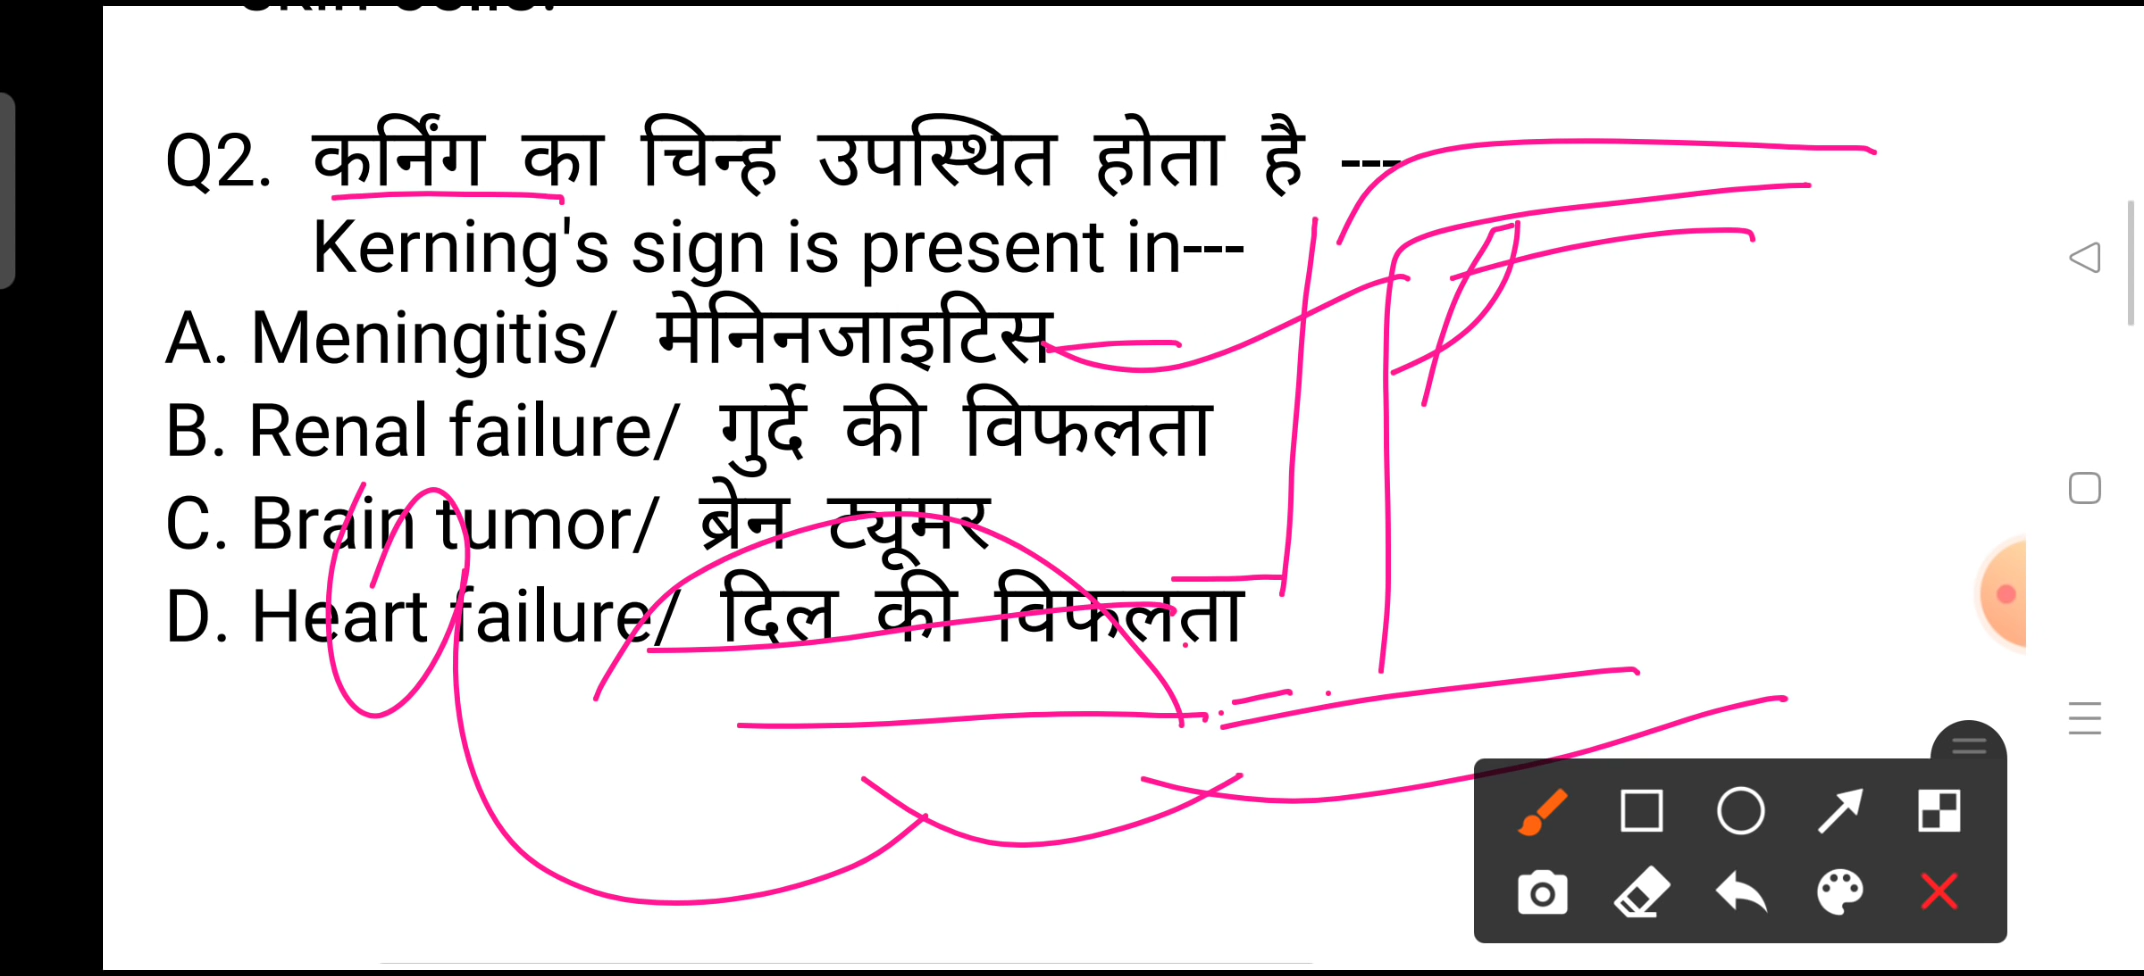 Q2. कर्निंग का चिन्ह उपस्थित होता है ---
Kerning's sign is present in---
A. Meningitis/ मेनिनजाइटिस
B. Renal failure/ गुर्दे की विफलता
C. Brain tumor/ ब्रेन ट्यूमर
D. Heart failure/ दिल की विफलता